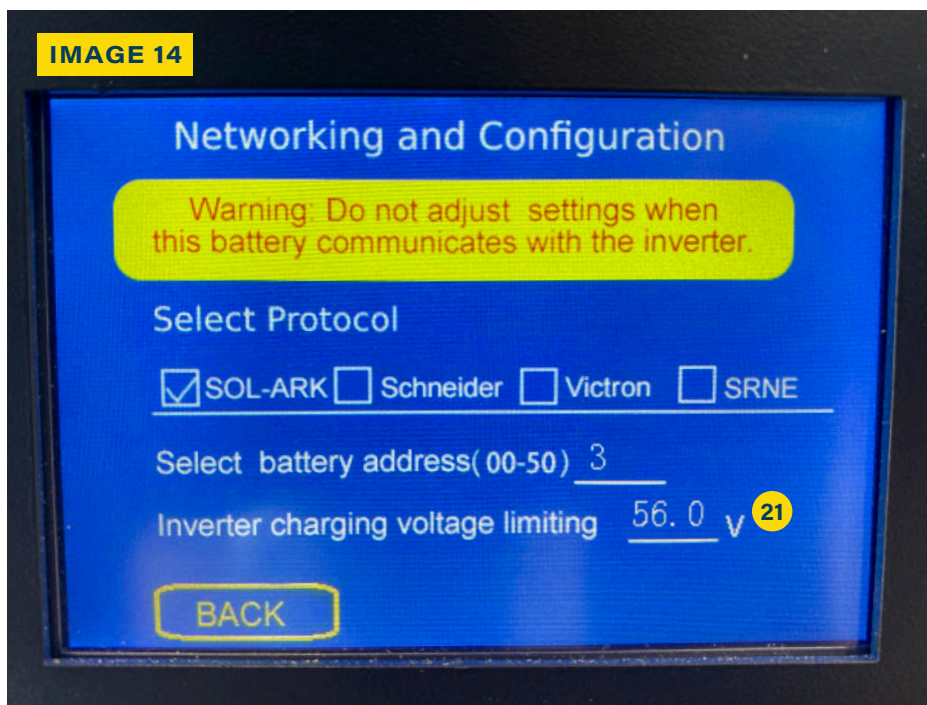 IMAGE 14
Networking and Configuration
Warning: Do not adjust settings when
this battery communicates with the inverter.
Select Protocol
SOL-ARK Schneider Victron SRNE
Select battery address(00-50) 3
Inverter charging voltage limiting 56.0 V 21
BACK